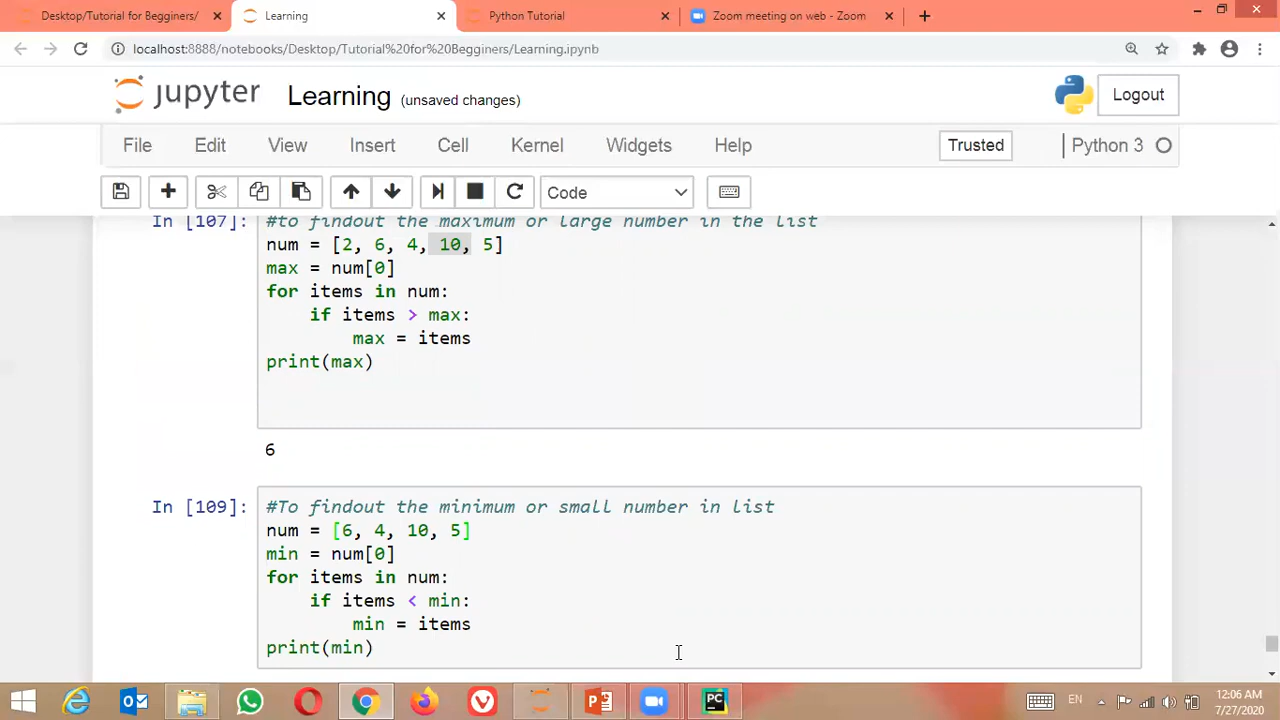 Desktop/Tutorial for Begginers/
Learning
Python Tutorial
Zoom meeting on web - Zoom
localhost:8888/notebooks/Desktop/Tutorial%20for%20Begginers/Learning.ipynb
jupyter
Learning
(unsaved changes)
Logout
File
Edit
View
Insert
Cell
Kernel
Widgets
Help
Trusted
Python 3
Code
In [107]:
#to findout the maximum or large number in the list
num = [2, 6, 4, 10, 5]
max = num[0]
for items in num:
    if items > max:
        max = items
print(max)
6
In [109]:
#To findout the minimum or small number in list
num = [6, 4, 10, 5]
min = num[0]
for items in num:
    if items < min:
        min = items
print(min)
EN
12:06 AM
7/27/2020